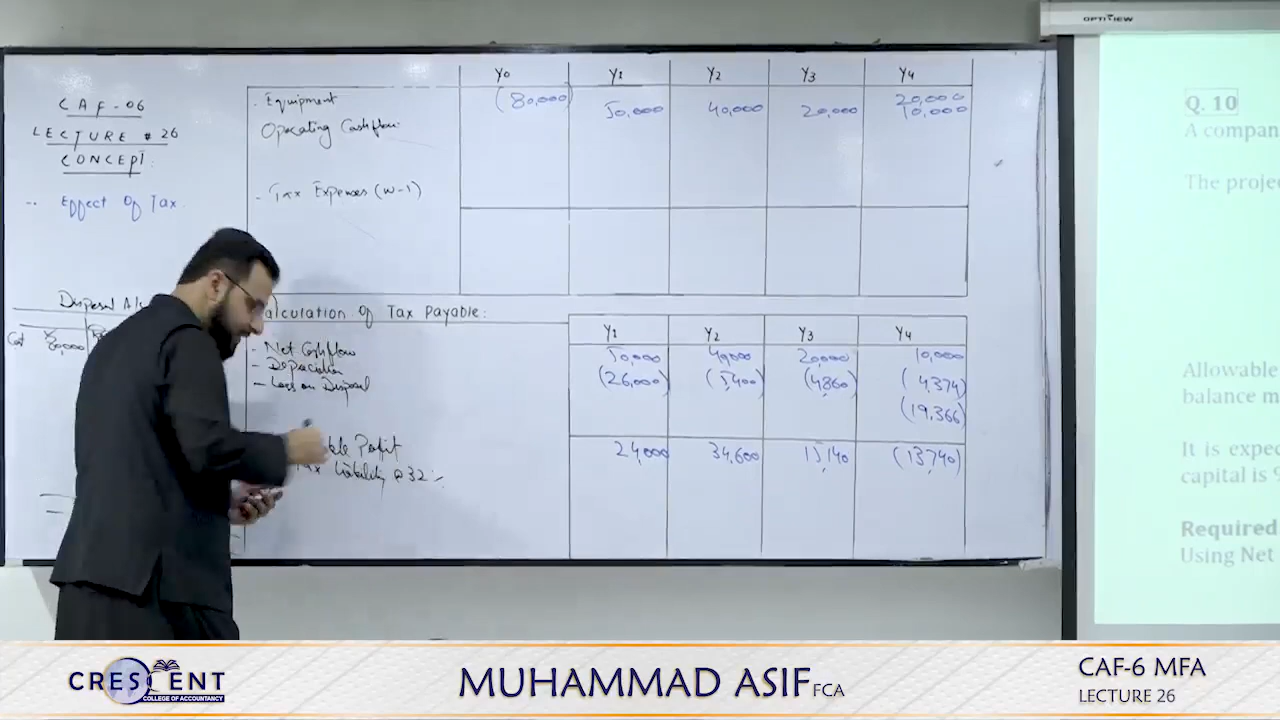 OPTIVIEW
CAF-06
LECTURE # 26
CONCEPT:
Effect Of Tax
Y0 Y1 Y2 Y3 Y4
- Equipment (80,000) 20,000
Operating Cashflow 50,000 40,000 20,000 10,000
- Tax Expenses (W-1)
Disposal A/c
Cost 80,000
alculation Of Tax Payable:
Y1 Y2 Y3 Y4
- Net Cashflow 50,000 40,000 20,000 10,000
- Depreciation (26,000) (5,400) (4,860) (4,374)
- Loss on Disposal (19,366)
ble Profit 24,000 34,600 15,140 (13,740)
Tax Liability @ 32%
Q. 10
A compan
The projec
Allowable
balance m
It is expec
capital is
Required
Using Net
CRESCENT
COLLEGE OF ACCOUNTANCY
MUHAMMAD ASIF FCA
CAF-6 MFA
LECTURE 26